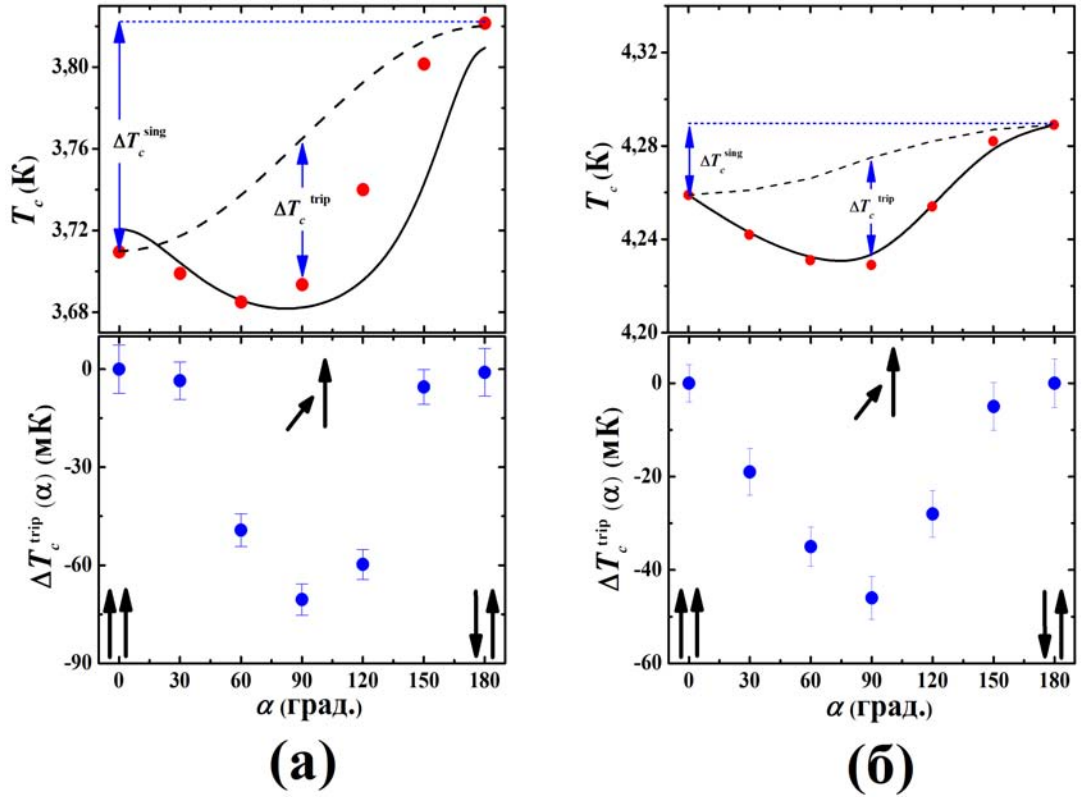 3,80
3,76
3,72
3,68
T_c (К)
ΔT_c^sing
ΔT_c^trip
0
-30
-60
-90
ΔT_c^trip (α) (мК)
0 30 60 90 120 150 180
α (град.)
(а)
4,32
4,28
4,24
4,20
T_c (К)
ΔT_c^sing
ΔT_c^trip
0
-20
-40
-60
ΔT_c^trip (α) (мК)
0 30 60 90 120 150 180
α (град.)
(б)